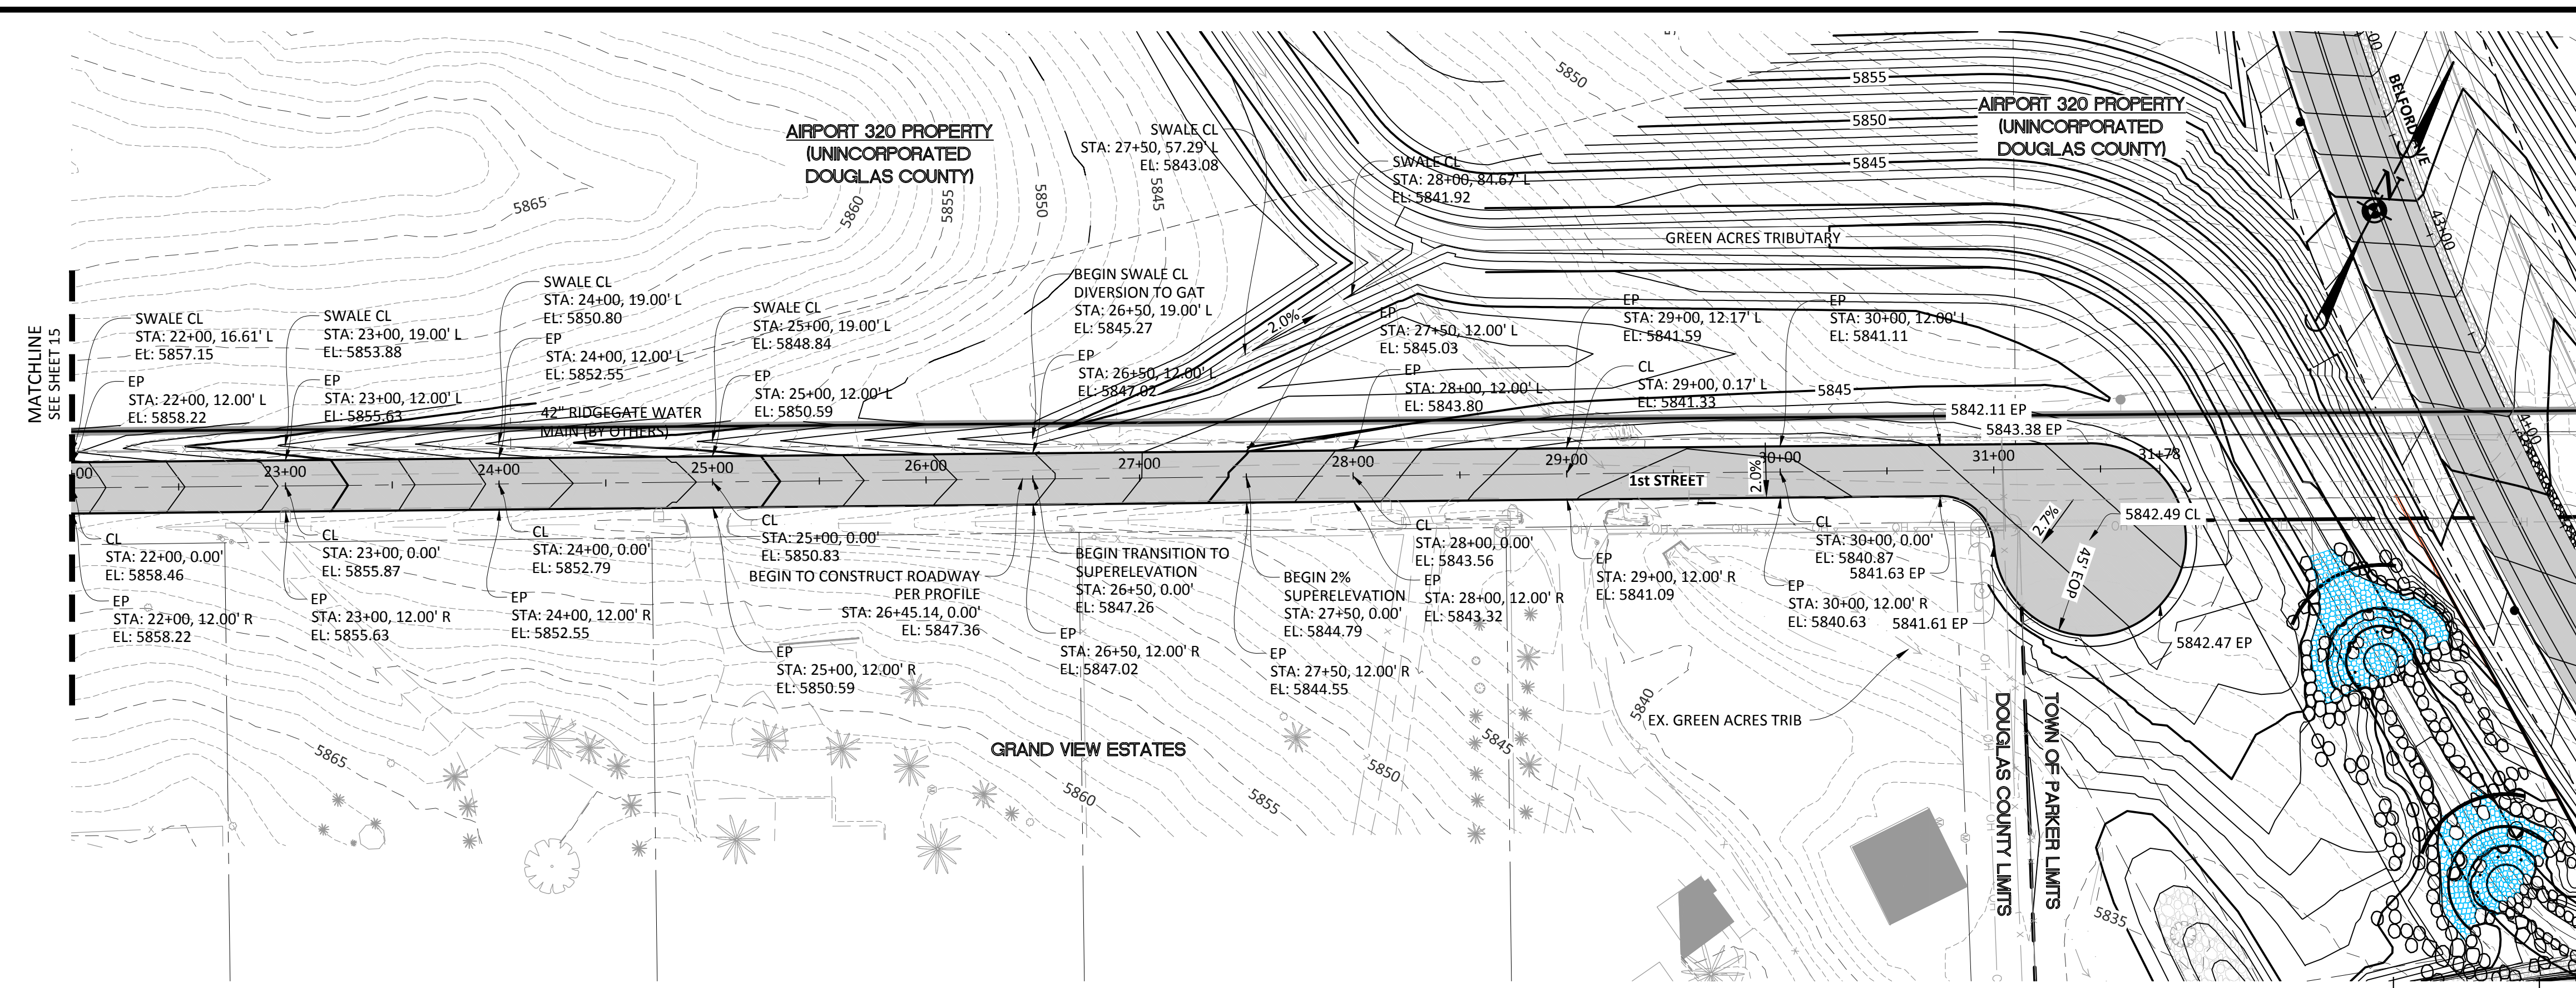 MATCHLINE
SEE SHEET 15
AIRPORT 320 PROPERTY
(UNINCORPORATED
DOUGLAS COUNTY)
AIRPORT 320 PROPERTY
(UNINCORPORATED
DOUGLAS COUNTY)
5865
5860
5855
5850
5845
5850
5855
5850
5845
BELFORD AVE
43+00
N
GREEN ACRES TRIBUTARY
SWALE CL
STA: 22+00, 16.61' L
EL: 5857.15
EP
STA: 22+00, 12.00' L
EL: 5858.22
SWALE CL
STA: 23+00, 19.00' L
EL: 5853.88
EP
STA: 23+00, 12.00' L
EL: 5855.63
SWALE CL
STA: 24+00, 19.00' L
EL: 5850.80
EP
STA: 24+00, 12.00' L
EL: 5852.55
42" RIDGEGATE WATER
MAIN (BY OTHERS)
SWALE CL
STA: 25+00, 19.00' L
EL: 5848.84
EP
STA: 25+00, 12.00' L
EL: 5850.59
BEGIN SWALE CL
DIVERSION TO GAT
STA: 26+50, 19.00' L
EL: 5845.27
EP
STA: 26+50, 12.00' L
EL: 5847.02
SWALE CL
STA: 27+50, 57.29' L
EL: 5843.08
SWALE CL
STA: 28+00, 84.67' L
EL: 5841.92
2.0%
EP
STA: 27+50, 12.00' L
EL: 5845.03
EP
STA: 28+00, 12.00' L
EL: 5843.80
EP
STA: 29+00, 12.17' L
EL: 5841.59
CL
STA: 29+00, 0.17' L
EL: 5841.33
EP
STA: 30+00, 12.00' L
EL: 5841.11
5845
5842.11 EP
5843.38 EP
00
23+00
24+00
25+00
26+00
27+00
28+00
29+00
30+00
31+00
31+78
1st STREET
2.0%
2.7%
45' EOP
5842.49 CL
5842.47 EP
CL
STA: 22+00, 0.00'
EL: 5858.46
EP
STA: 22+00, 12.00' R
EL: 5858.22
CL
STA: 23+00, 0.00'
EL: 5855.87
EP
STA: 23+00, 12.00' R
EL: 5855.63
CL
STA: 24+00, 0.00'
EL: 5852.79
EP
STA: 24+00, 12.00' R
EL: 5852.55
CL
STA: 25+00, 0.00'
EL: 5850.83
BEGIN TO CONSTRUCT ROADWAY
PER PROFILE
STA: 26+45.14, 0.00'
EL: 5847.36
EP
STA: 25+00, 12.00' R
EL: 5850.59
BEGIN TRANSITION TO
SUPERELEVATION
STA: 26+50, 0.00'
EL: 5847.26
EP
STA: 26+50, 12.00' R
EL: 5847.02
BEGIN 2%
SUPERELEVATION
STA: 27+50, 0.00'
EL: 5844.79
EP
STA: 27+50, 12.00' R
EL: 5844.55
CL
STA: 28+00, 0.00'
EL: 5843.56
EP
STA: 28+00, 12.00' R
EL: 5843.32
EP
STA: 29+00, 12.00' R
EL: 5841.09
CL
STA: 30+00, 0.00'
EL: 5840.87
5841.63 EP
EP
STA: 30+00, 12.00' R
EL: 5840.63
5841.61 EP
EX. GREEN ACRES TRIB
GRAND VIEW ESTATES
DOUGLAS COUNTY LIMITS
TOWN OF PARKER LIMITS
5865
5860
5855
5850
5845
5840
5835